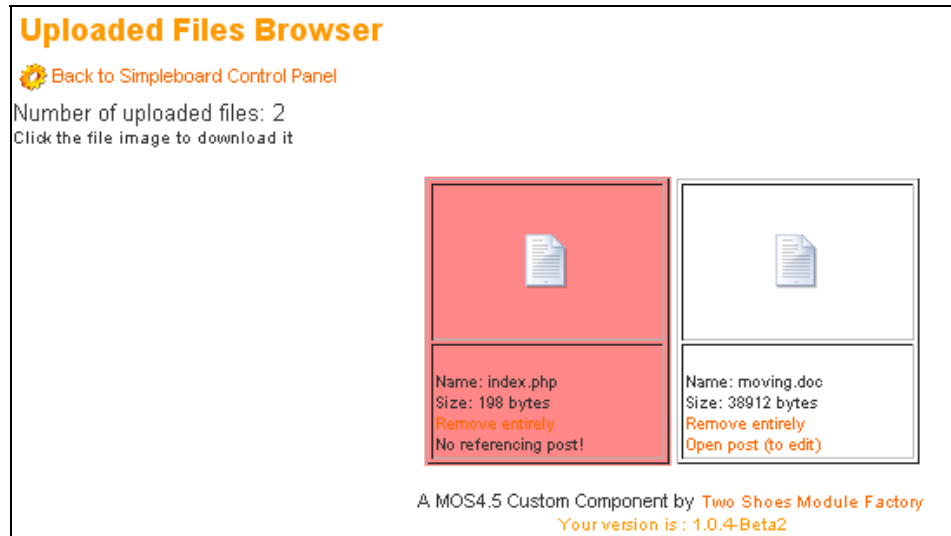 Uploaded Files Browser
Back to Simpleboard Control Panel
Number of uploaded files: 2
Click the file image to download it
Name: index.php
Size: 198 bytes
Remove entirely
No referencing post!
Name: moving.doc
Size: 38912 bytes
Remove entirely
Open post (to edit)
A MOS4.5 Custom Component by Two Shoes Module Factory
Your version is : 1.0.4-Beta2